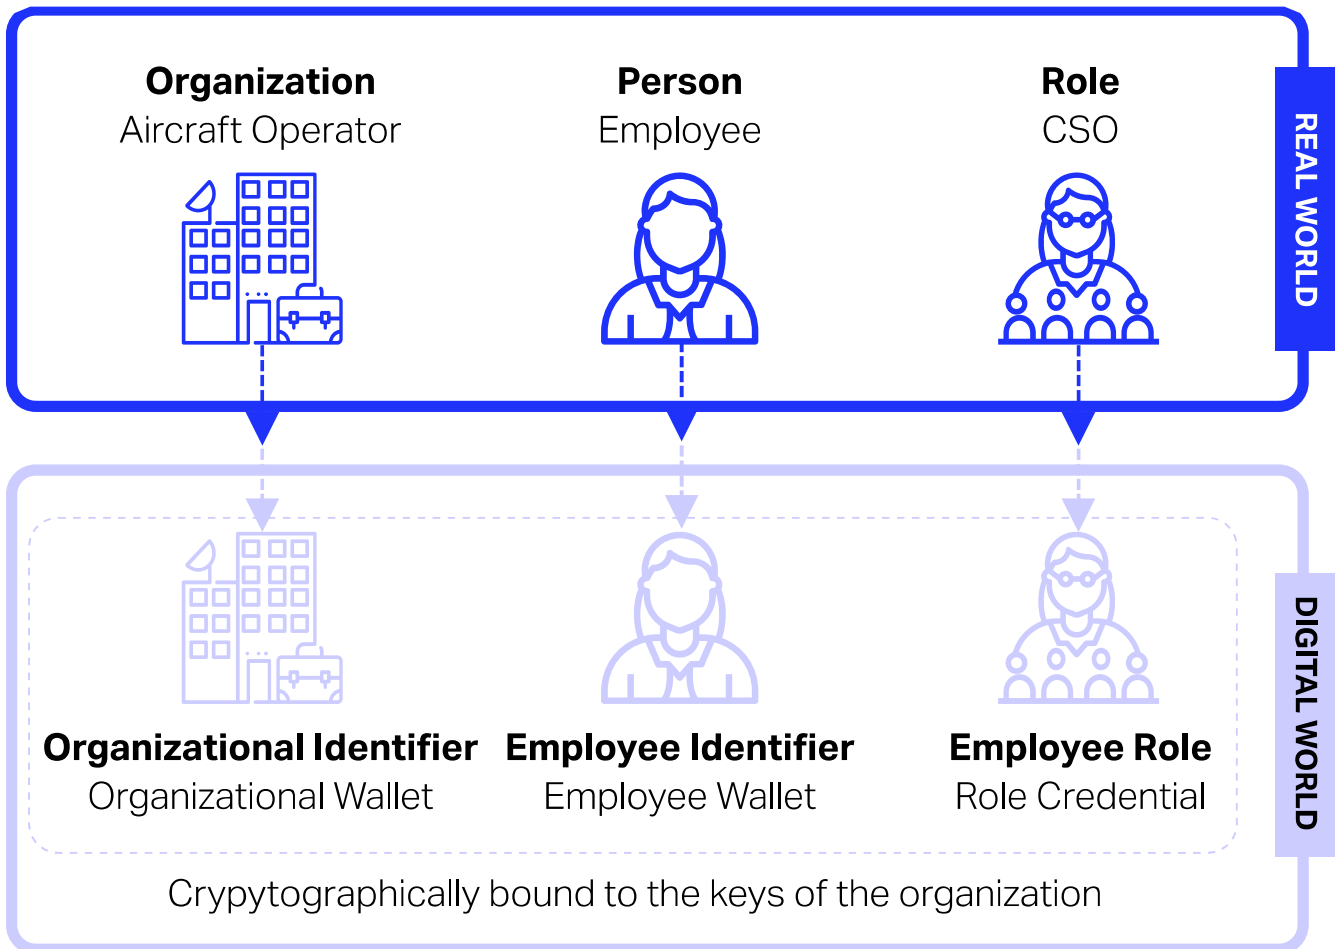 Organization
Aircraft Operator
Person
Employee
Role
CSO
REAL WORLD
Organizational Identifier
Organizational Wallet
Employee Identifier
Employee Wallet
Employee Role
Role Credential
DIGITAL WORLD
Crypytographically bound to the keys of the organization